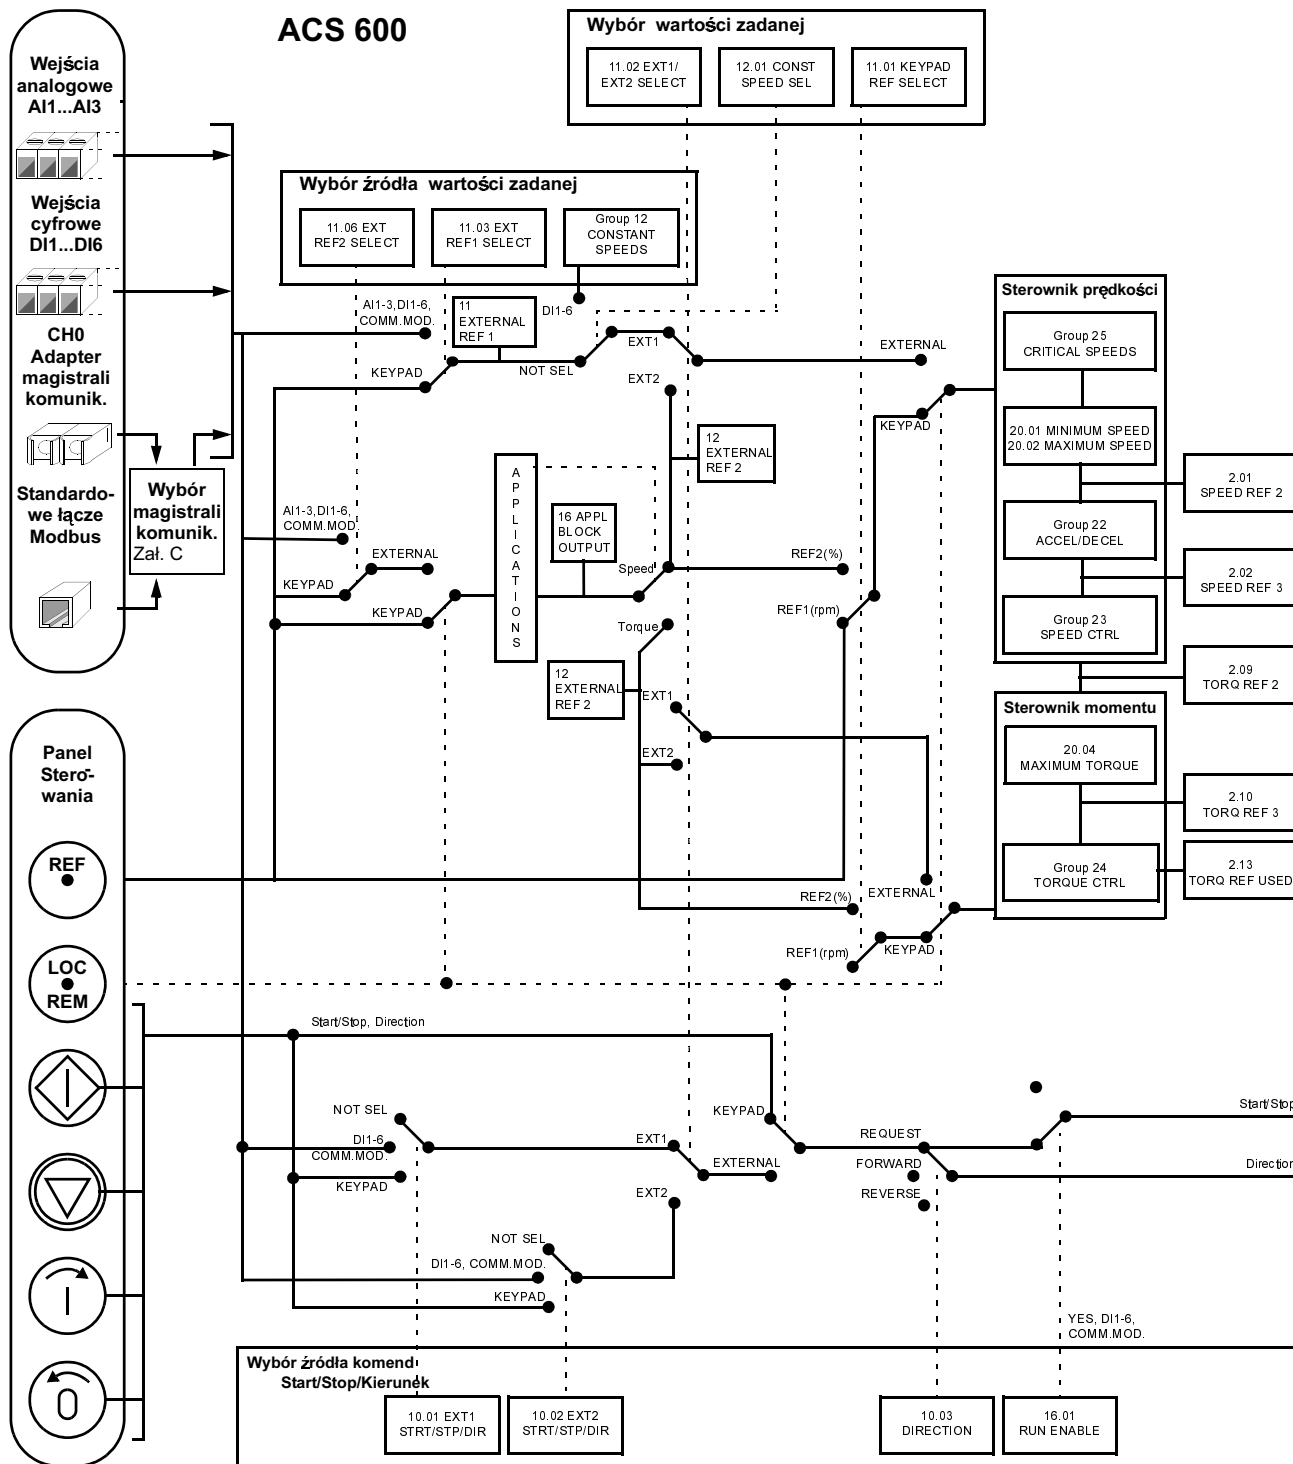 ACS 600
Wybór wartości zadanej
11.02 EXT1/
EXT2 SELECT
12.01 CONST
SPEED SEL
11.01 KEYPAD
REF SELECT
Wejścia
analogowe
AI1...AI3
Wejścia
cyfrowe
DI1...DI6
CH0
Adapter
magistrali
komunik.
Standardo-
we łącze
Modbus
Wybór
magistrali
komunik.
Zał. C
Wybór źródła wartości zadanej
11.06 EXT
REF2 SELECT
11.03 EXT
REF1 SELECT
Group 12
CONSTANT
SPEEDS
AI1-3,DI1-6,
COMM.MOD.
11
EXTERNAL
REF 1
DI1-6
KEYPAD
NOT SEL
EXT1
EXT2
EXTERNAL
KEYPAD
12
EXTERNAL
REF 2
APPLICATIONS
16 APPL
BLOCK
OUTPUT
AI1-3,DI1-6,
COMM.MOD.
EXTERNAL
KEYPAD
KEYPAD
Speed
REF2(%)
REF1(rpm)
Torque
12
EXTERNAL
REF 2
EXT1
EXT2
Sterownik prędkości
Group 25
CRITICAL SPEEDS
20.01 MINIMUM SPEED
20.02 MAXIMUM SPEED
2.01
SPEED REF 2
Group 22
ACCEL/DECEL
2.02
SPEED REF 3
Group 23
SPEED CTRL
2.09
TORQ REF 2
Sterownik momentu
20.04
MAXIMUM TORQUE
2.10
TORQ REF 3
Group 24
TORQUE CTRL
2.13
TORQ REF USED
Panel
Stero-
wania
REF
LOC
REM
REF2(%)
EXTERNAL
REF1(rpm)
KEYPAD
Start/Stop, Direction
NOT SEL
DI1-6
COMM.MOD.
KEYPAD
EXT1
EXT2
KEYPAD
EXTERNAL
REQUEST
FORWARD
REVERSE
Start/Stop
Direction
NOT SEL
DI1-6, COMM.MOD.
KEYPAD
YES, DI1-6,
COMM.MOD.
Wybór źródła komend
Start/Stop/Kierunek
10.01 EXT1
STRT/STP/DIR
10.02 EXT2
STRT/STP/DIR
10.03
DIRECTION
16.01
RUN ENABLE